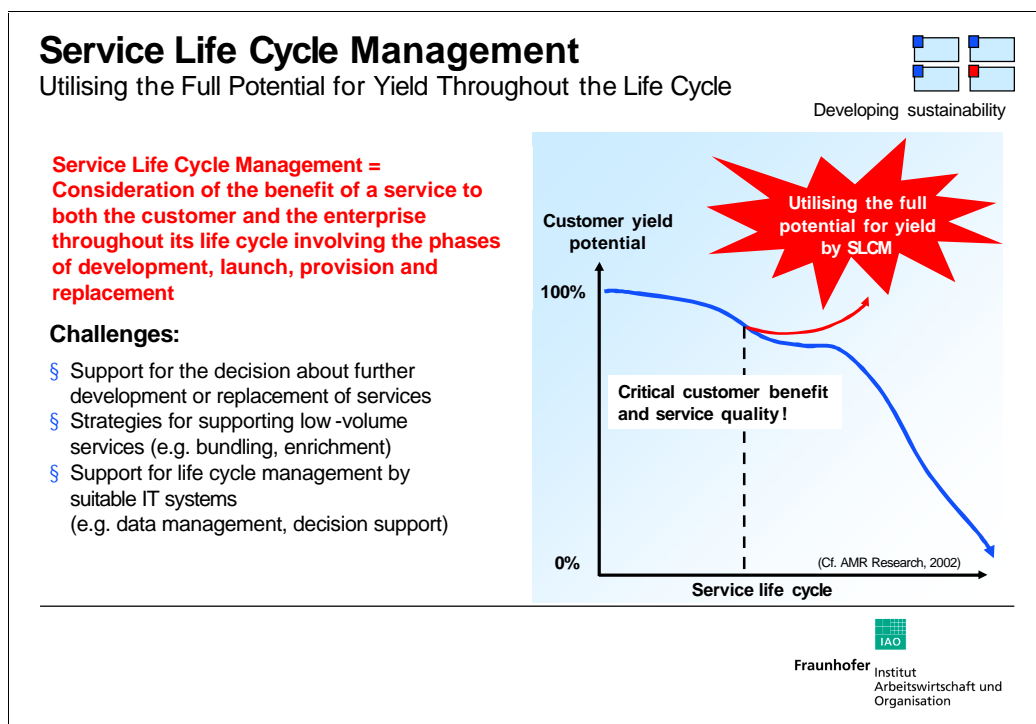 Service Life Cycle Management
Utilising the Full Potential for Yield Throughout the Life Cycle
Developing sustainability
Service Life Cycle Management =
Consideration of the benefit of a service to
both the customer and the enterprise
throughout its life cycle involving the phases
of development, launch, provision and
replacement
Challenges:
§ Support for the decision about further
development or replacement of services
§ Strategies for supporting low-volume
services (e.g. bundling, enrichment)
§ Support for life cycle management by
suitable IT systems
(e.g. data management, decision support)
Utilising the full
potential for yield
by SLCM
Customer yield
potential
100%
Critical customer benefit
and service quality!
0%
(Cf. AMR Research, 2002)
Service life cycle
IAO
Fraunhofer Institut
Arbeitswirtschaft und
Organisation